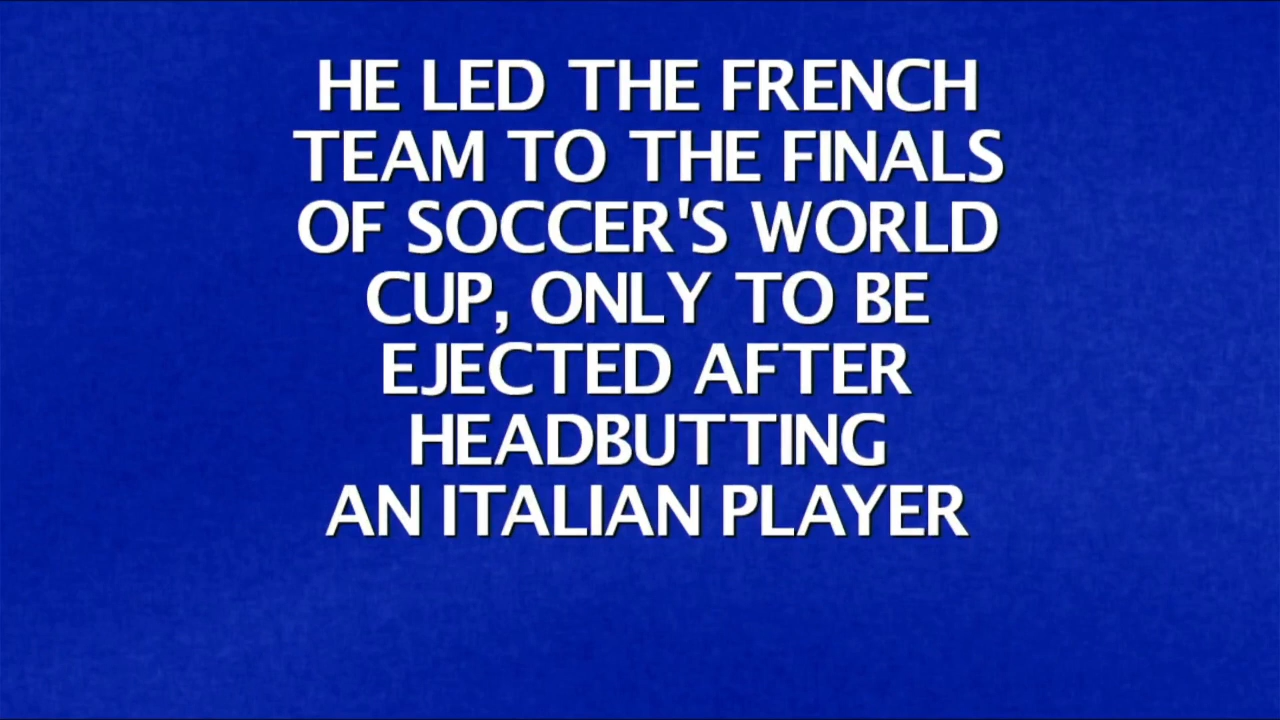 HE LED THE FRENCH
TEAM TO THE FINALS
OF SOCCER'S WORLD
CUP, ONLY TO BE
EJECTED AFTER
HEADBUTTING
AN ITALIAN PLAYER